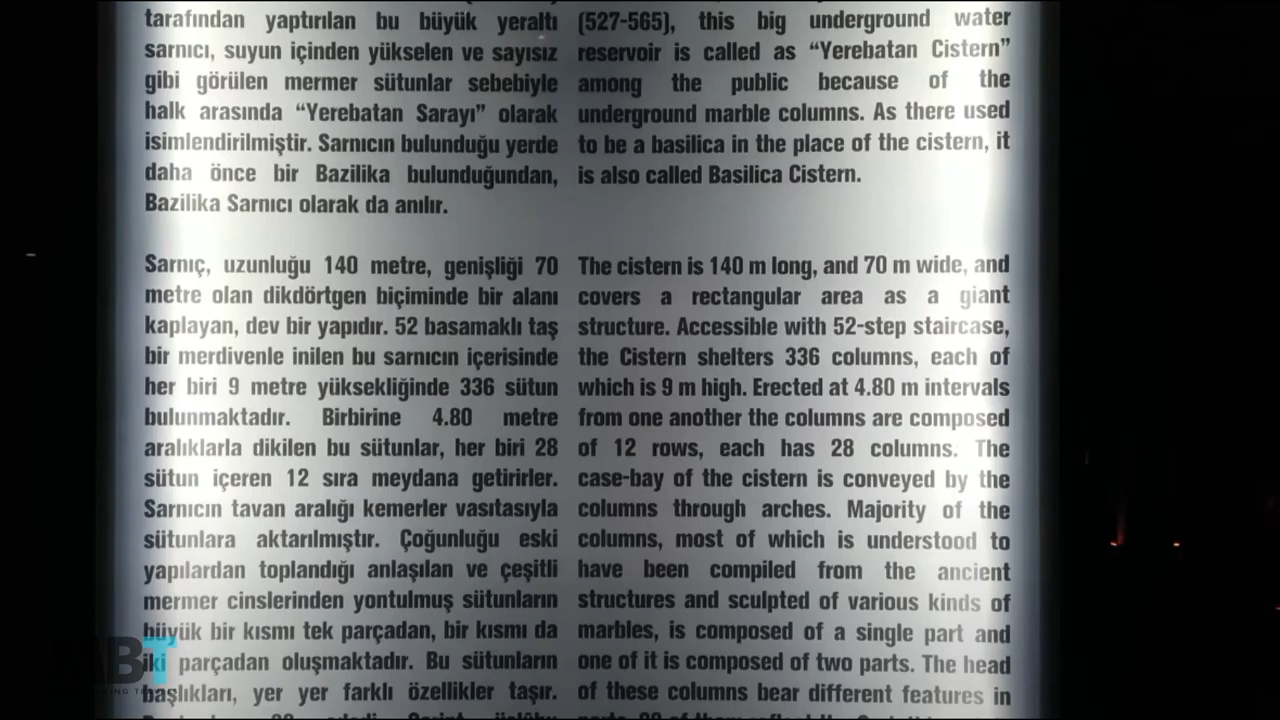 tarafından yaptırılan bu büyük yeraltı
sarnıcı, suyun içinden yükselen ve sayısız
gibi görülen mermer sütunlar sebebiyle
halk arasında “Yerebatan Sarayı” olarak
isimlendirilmiştir. Sarnıcın bulunduğu yerde
daha önce bir Bazilika bulunduğundan,
Bazilika Sarnıcı olarak da anılır.
Sarnıç, uzunluğu 140 metre, genişliği 70
metre olan dikdörtgen biçiminde bir alanı
kaplayan, dev bir yapıdır. 52 basamaklı taş
bir merdivenle inilen bu sarnıcın içerisinde
her biri 9 metre yüksekliğinde 336 sütun
bulunmaktadır. Birbirine 4.80 metre
aralıklarla dikilen bu sütunlar, her biri 28
sütun içeren 12 sıra meydana getirirler.
Sarnıcın tavan aralığı kemerler vasıtasıyla
sütunlara aktarılmıştır. Çoğunluğu eski
yapılardan toplandığı anlaşılan ve çeşitli
mermer cinslerinden yontulmuş sütunların
büyük bir kısmı tek parçadan, bir kısmı da
iki parçadan oluşmaktadır. Bu sütunların
başlıkları, yer yer farklı özellikler taşır.
(527-565), this big underground water
reservoir is called as “Yerebatan Cistern”
among the public because of the
underground marble columns. As there used
to be a basilica in the place of the cistern, it
is also called Basilica Cistern.
The cistern is 140 m long, and 70 m wide, and
covers a rectangular area as a giant
structure. Accessible with 52-step staircase,
the Cistern shelters 336 columns, each of
which is 9 m high. Erected at 4.80 m intervals
from one another the columns are composed
of 12 rows, each has 28 columns. The
case-bay of the cistern is conveyed by the
columns through arches. Majority of the
columns, most of which is understood to
have been compiled from the ancient
structures and sculpted of various kinds of
marbles, is composed of a single part and
one of it is composed of two parts. The head
of these columns bear different features in
MBT